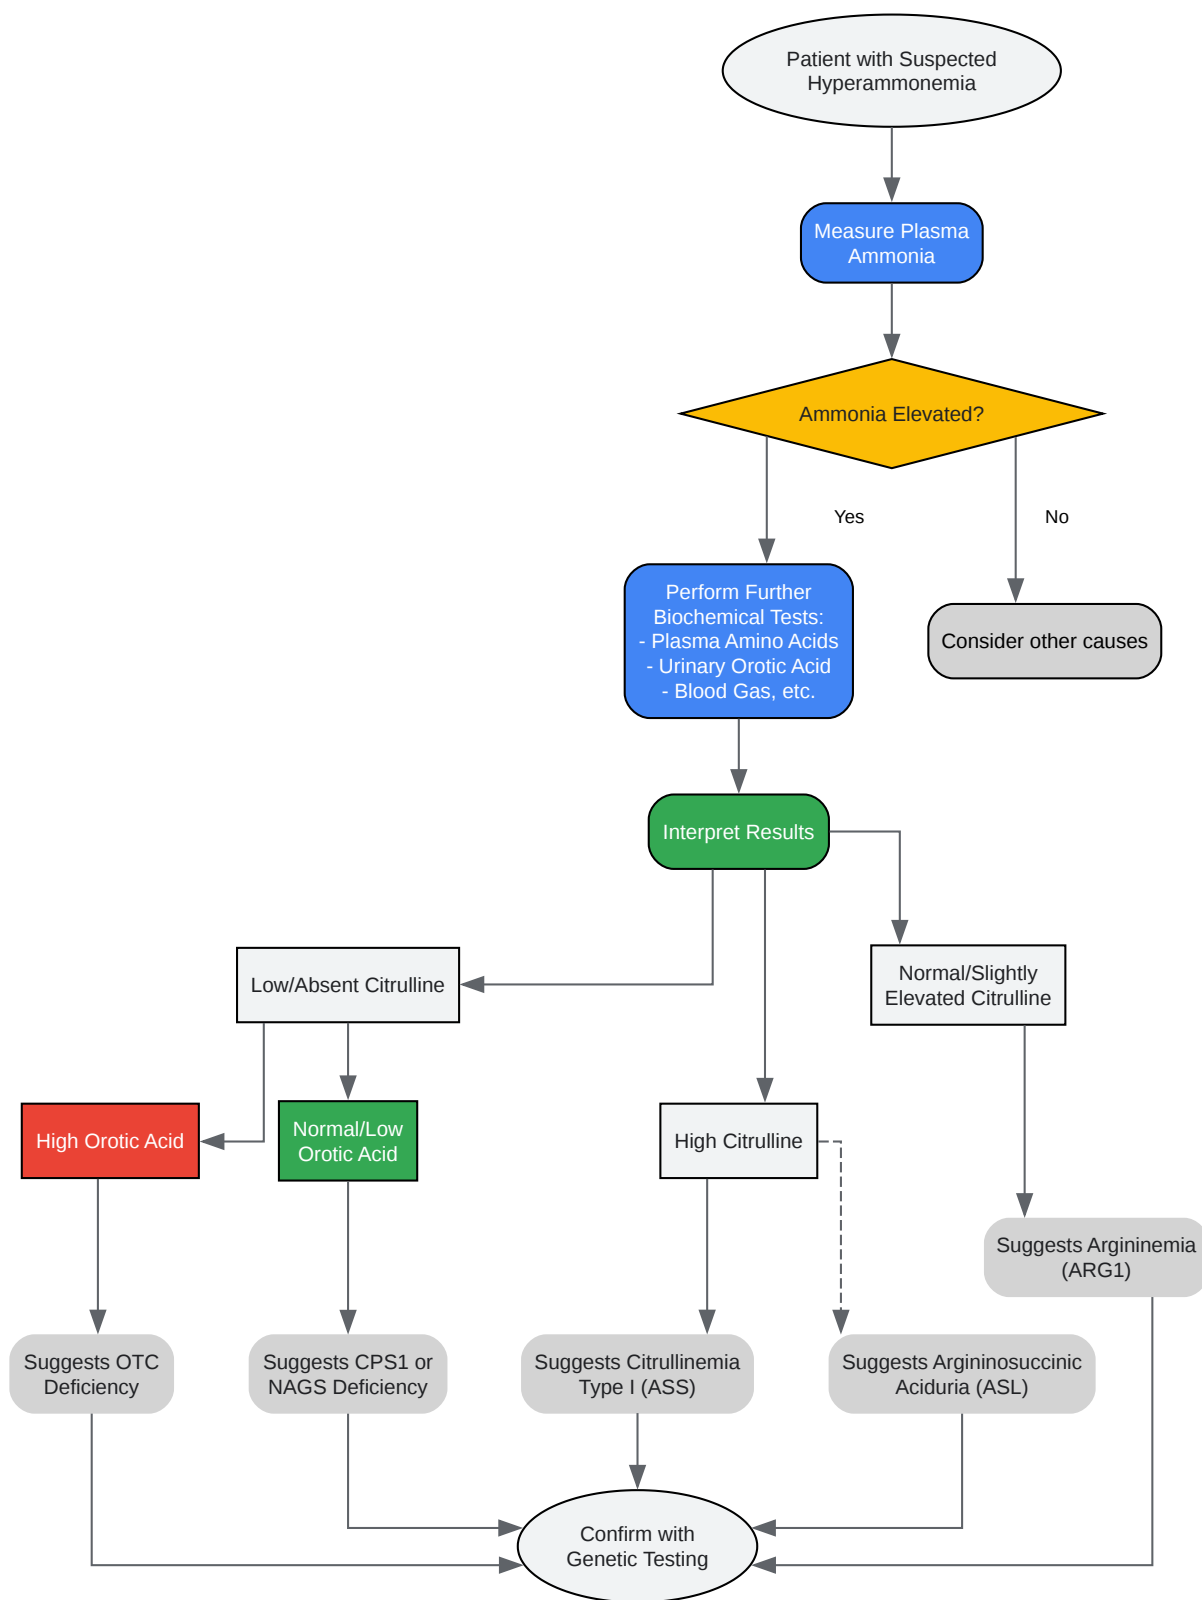 Patient with Suspected
Hyperammonemia
Measure Plasma
Ammonia
Ammonia Elevated?
Yes
No
Perform Further
Biochemical Tests:
- Plasma Amino Acids
- Urinary Orotic Acid
- Blood Gas, etc.
Consider other causes
Interpret Results
Low/Absent Citrulline
Normal/Slightly
Elevated Citrulline
High Orotic Acid
Normal/Low
Orotic Acid
High Citrulline
Suggests Argininemia
(ARG1)
Suggests OTC
Deficiency
Suggests CPS1 or
NAGS Deficiency
Suggests Citrullinemia
Type I (ASS)
Suggests Argininosuccinic
Aciduria (ASL)
Confirm with
Genetic Testing